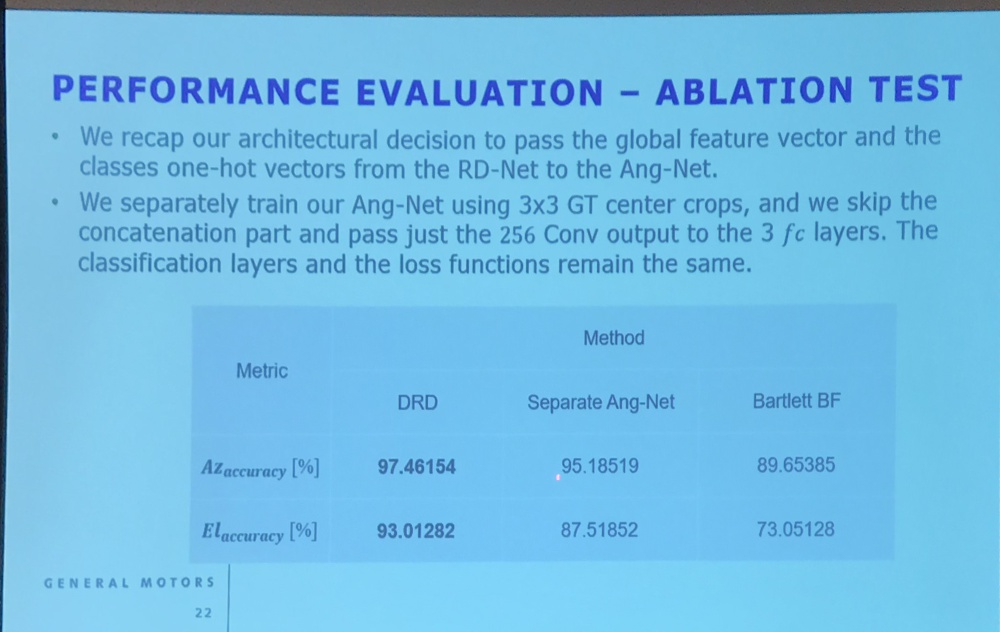 PERFORMANCE EVALUATION – ABLATION TEST
• We recap our architectural decision to pass the global feature vector and the
classes one-hot vectors from the RD-Net to the Ang-Net.
• We separately train our Ang-Net using 3x3 GT center crops, and we skip the
concatenation part and pass just the 256 Conv output to the 3 fc layers. The
classification layers and the loss functions remain the same.
Method
Metric
DRD Separate Ang-Net Bartlett BF
Azaccuracy [%] 97.46154 95.18519 89.65385
Elaccuracy [%] 93.01282 87.51852 73.05128
GENERAL MOTORS
22